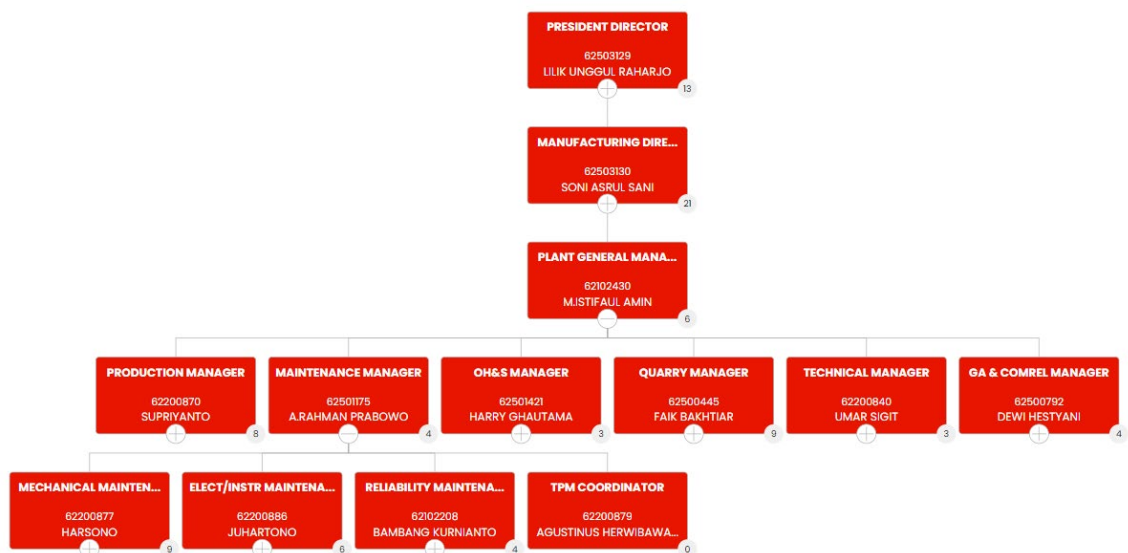 PRESIDENT DIRECTOR
62503129
LILIK UNGGUL RAHARJO
13
MANUFACTURING DIRE...
62503130
SONI ASRUL SANI
21
PLANT GENERAL MANA...
62102430
M.ISTIFAUL AMIN
6
PRODUCTION MANAGER
62200870
SUPRIYANTO
8
MAINTENANCE MANAGER
62501175
A.RAHMAN PRABOWO
4
OH&S MANAGER
62501421
HARRY GHAUTAMA
3
QUARRY MANAGER
62500445
FAIK BAKHTIAR
9
TECHNICAL MANAGER
62200840
UMAR SIGIT
3
GA & COMREL MANAGER
62500792
DEWI HESTYANI
4
MECHANICAL MAINTEN...
62200877
HARSONO
9
ELECT/INSTR MAINTENA...
62200886
JUHARTONO
6
RELIABILITY MAINTENA...
62102208
BAMBANG KURNIANTO
4
TPM COORDINATOR
62200879
AGUSTINUS HERWIBAWA...
0